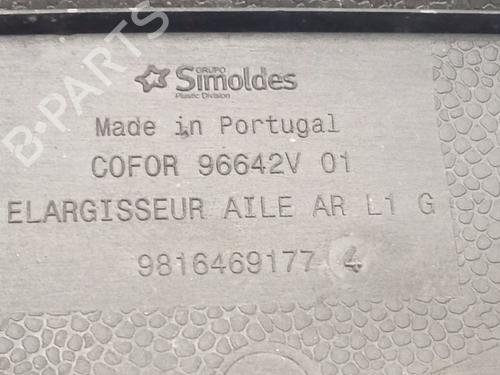 GRUPO
Simoldes
Plastic Division
Made in Portugal
COFOR 96642V 01
ELARGISSEUR AILE AR L1 G
9816469177 4
B-PARTS